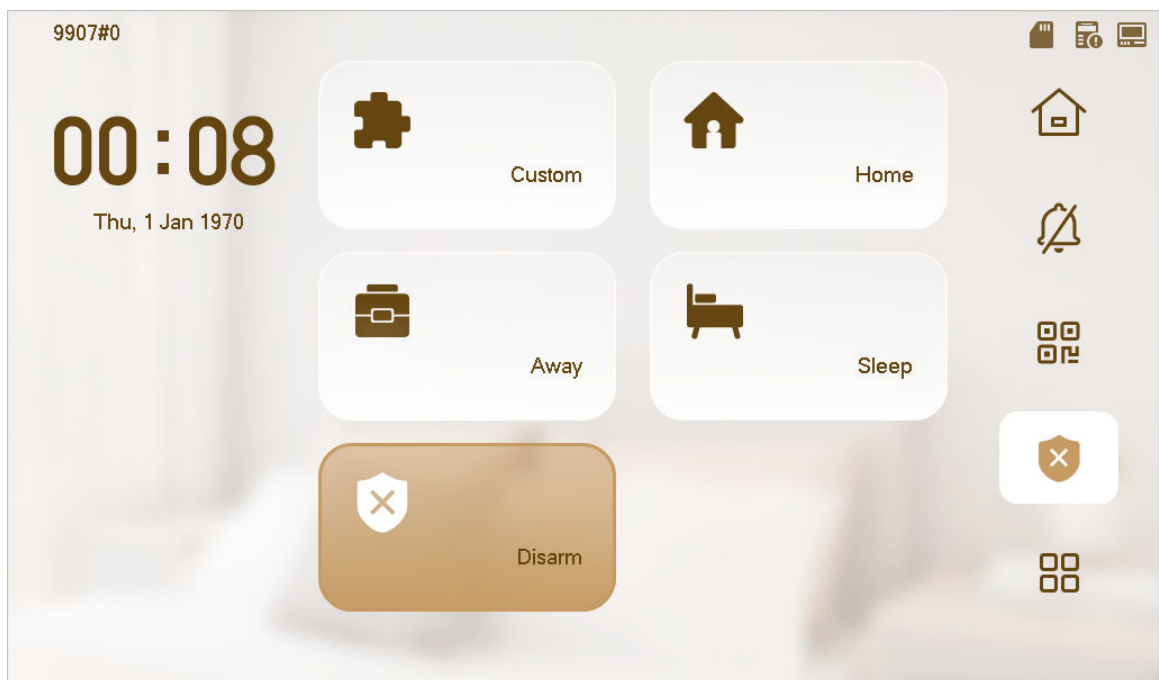 9907#0
00:08
Thu, 1 Jan 1970
Custom
Home
Away
Sleep
Disarm